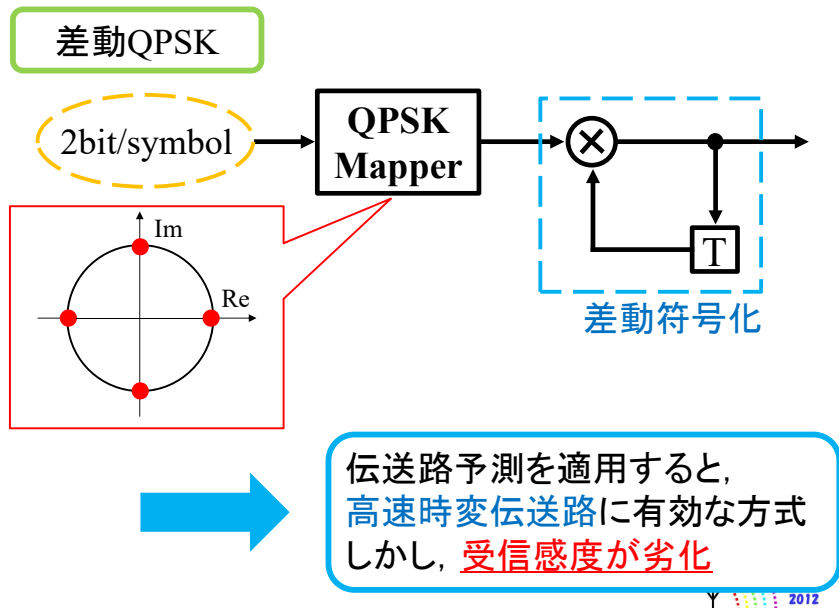 差動QPSK
2bit/symbol
QPSK
Mapper
T
差動符号化
Im
Re
伝送路予測を適用すると,
高速時変伝送路に有効な方式
しかし, 受信感度が劣化
2012